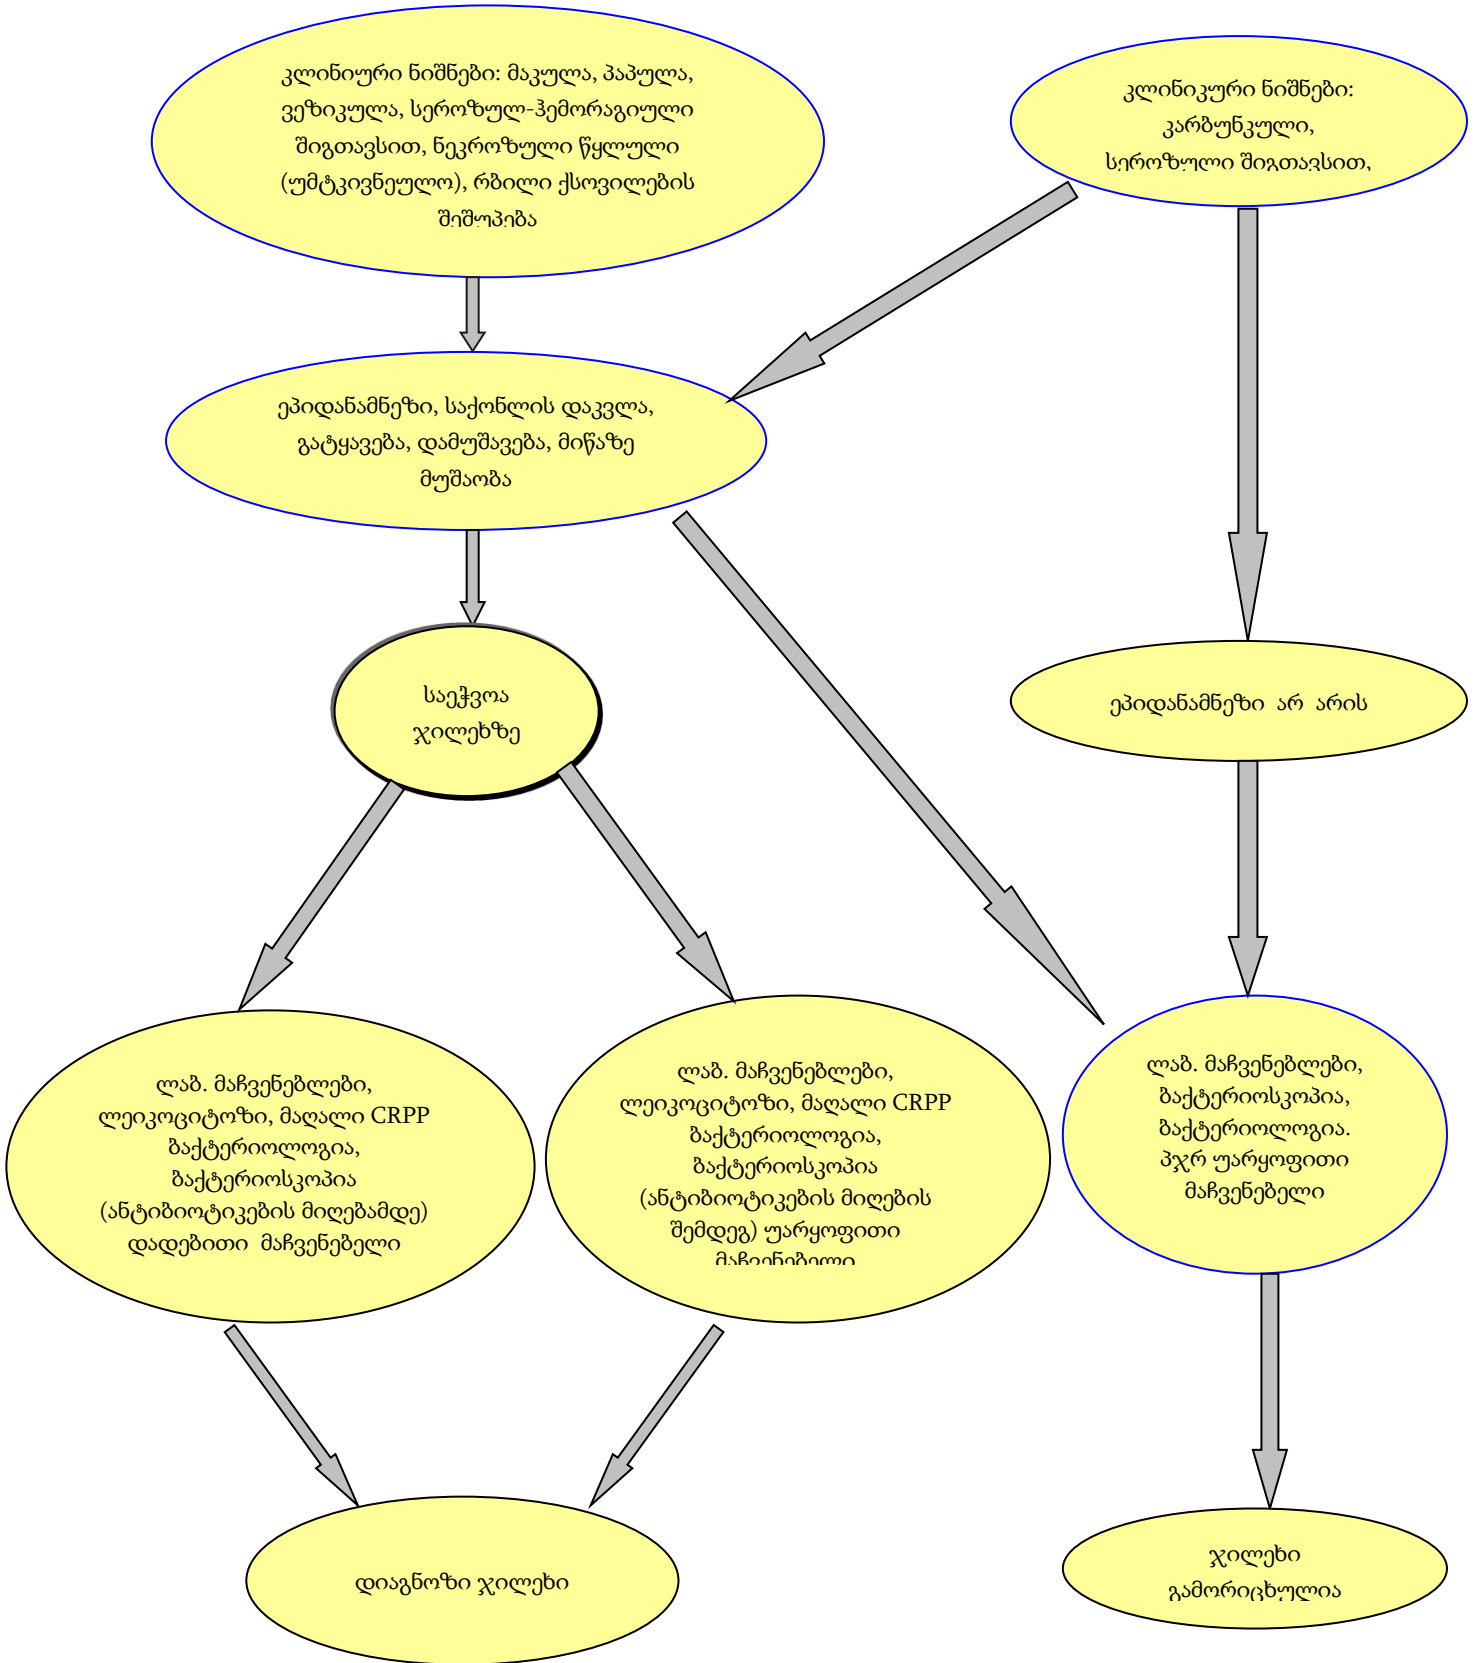 კლინიური ნიშნები: მაკულა, პაპულა,
ვეზიკულა, სეროზულ-ჰემორაგიული
შიგთავსით, ნეკროზული წყლული
(უმტკივნეულო), რბილი ქსოვილების
შეშუპება
კლინიკური ნიშნები:
კარბუნკული,
სეროზული შიგთავსით,
ეპიდანამნეზი, საქონლის დაკვლა,
გატყავება, დამუშავება, მიწაზე
მუშაობა
საეჭვოა
ჯილეხზე
ეპიდანამნეზი არ არის
ლაბ. მაჩვენებლები,
ლეიკოციტოზი, მაღალი CRPP
ბაქტერიოლოგია,
ბაქტერიოსკოპია
(ანტიბიოტიკების მიღებამდე)
დადებითი მაჩვენებელი
ლაბ. მაჩვენებლები,
ლეიკოციტოზი, მაღალი CRPP
ბაქტერიოლოგია,
ბაქტერიოსკოპია
(ანტიბიოტიკების მიღების
შემდეგ) უარყოფითი
მაჩვენებელი
ლაბ. მაჩვენებლები,
ბაქტერიოსკოპია,
ბაქტერიოლოგია.
პჯრ უარყოფითი
მაჩვენებელი
დიაგნოზი ჯილეხი
ჯილეხი
გამორიცხულია